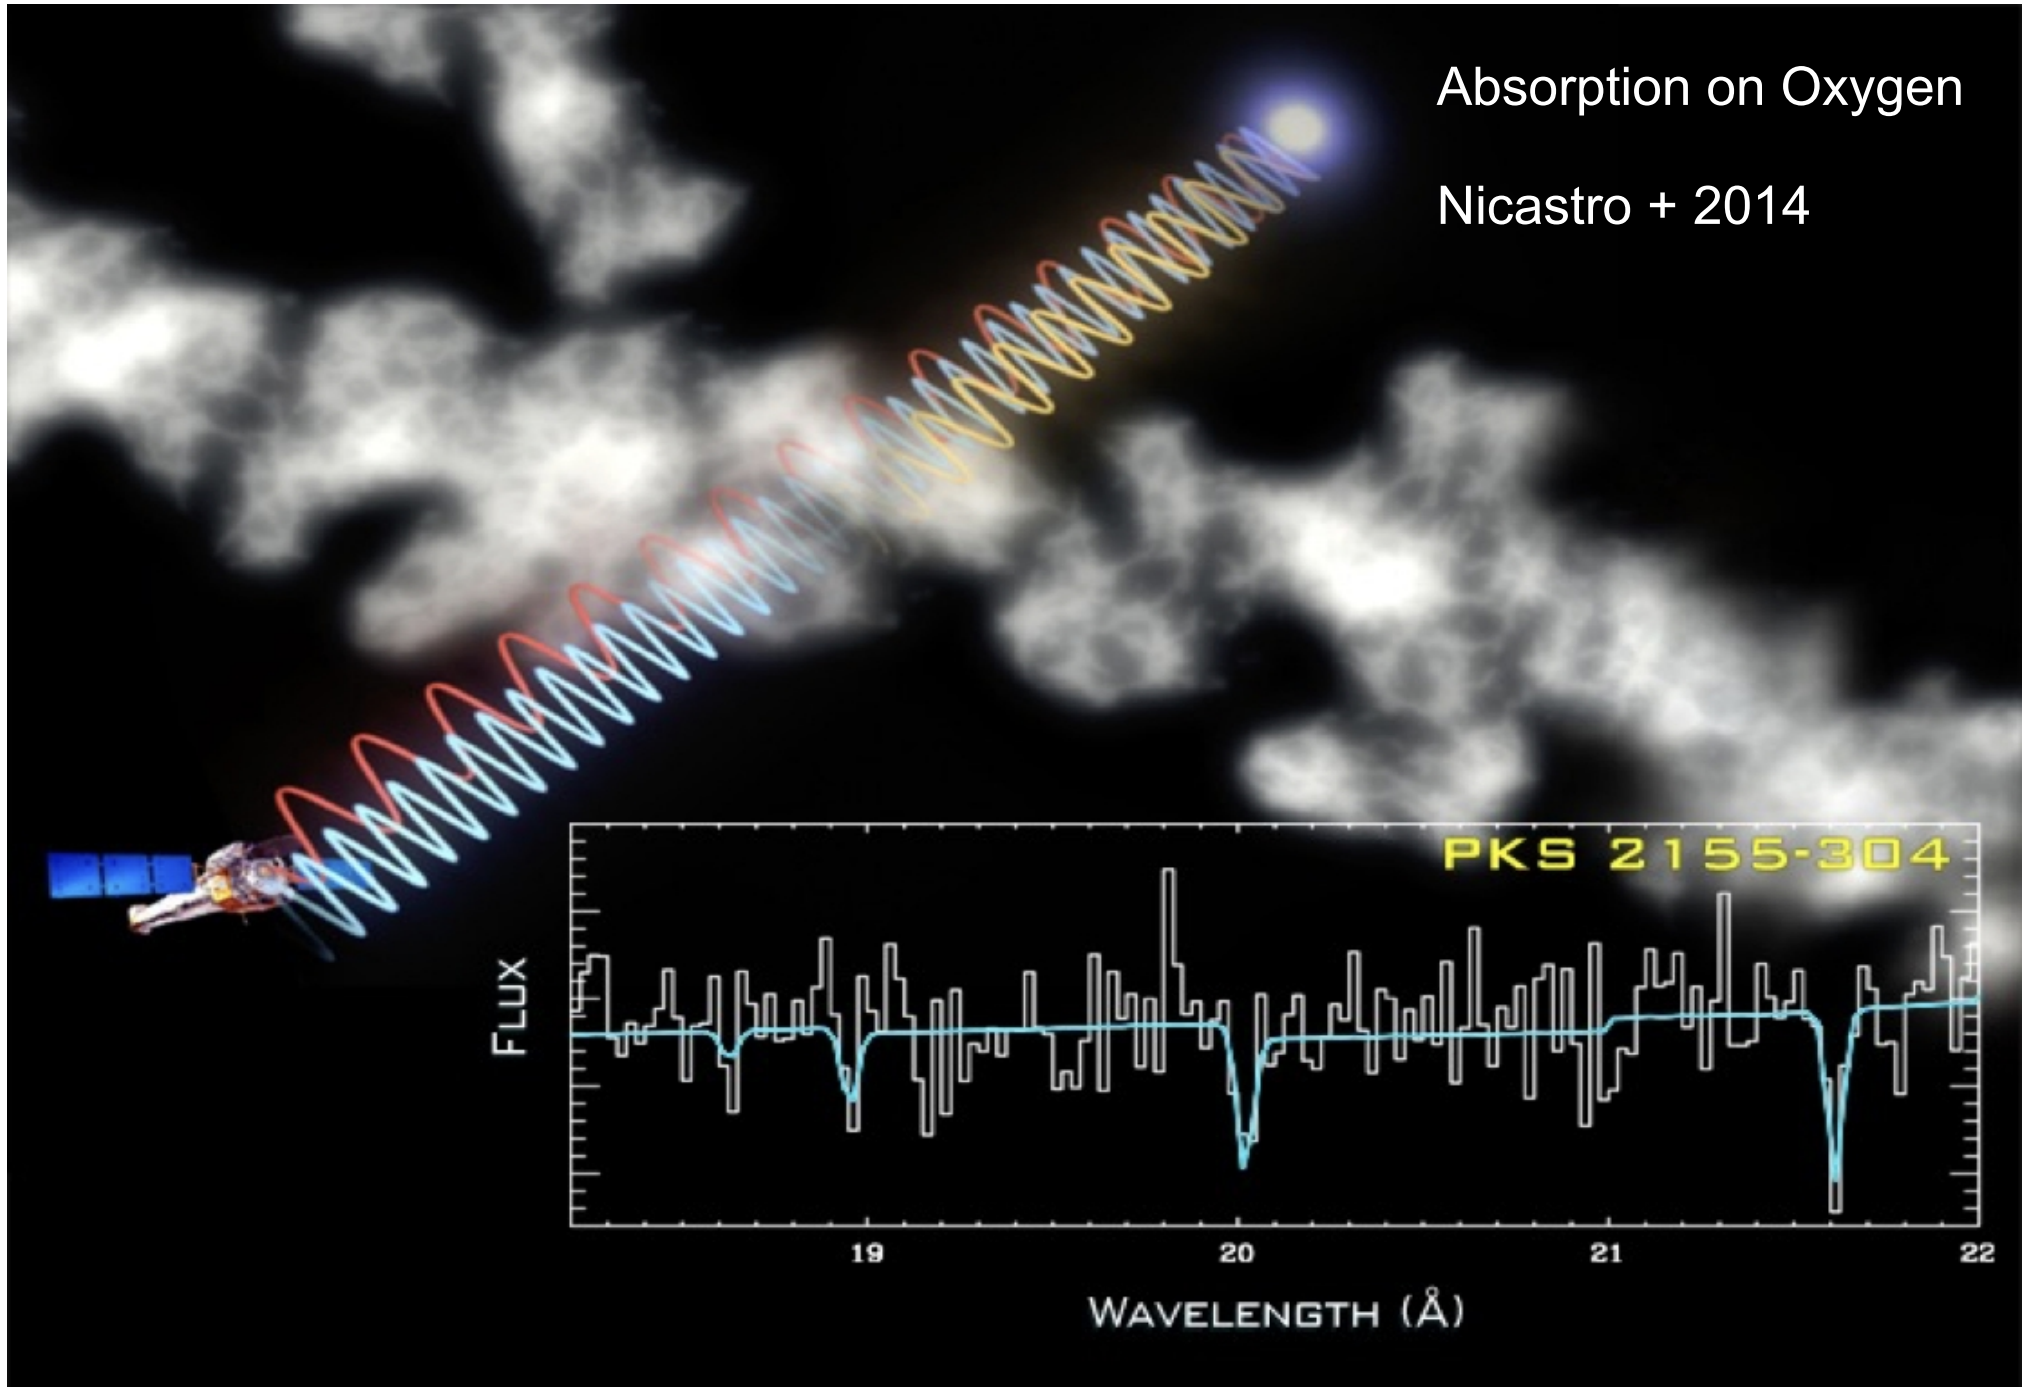 Absorption on Oxygen
Nicastro + 2014
PKS 2155-304
FLUX
19 20 21 22
WAVELENGTH (Å)